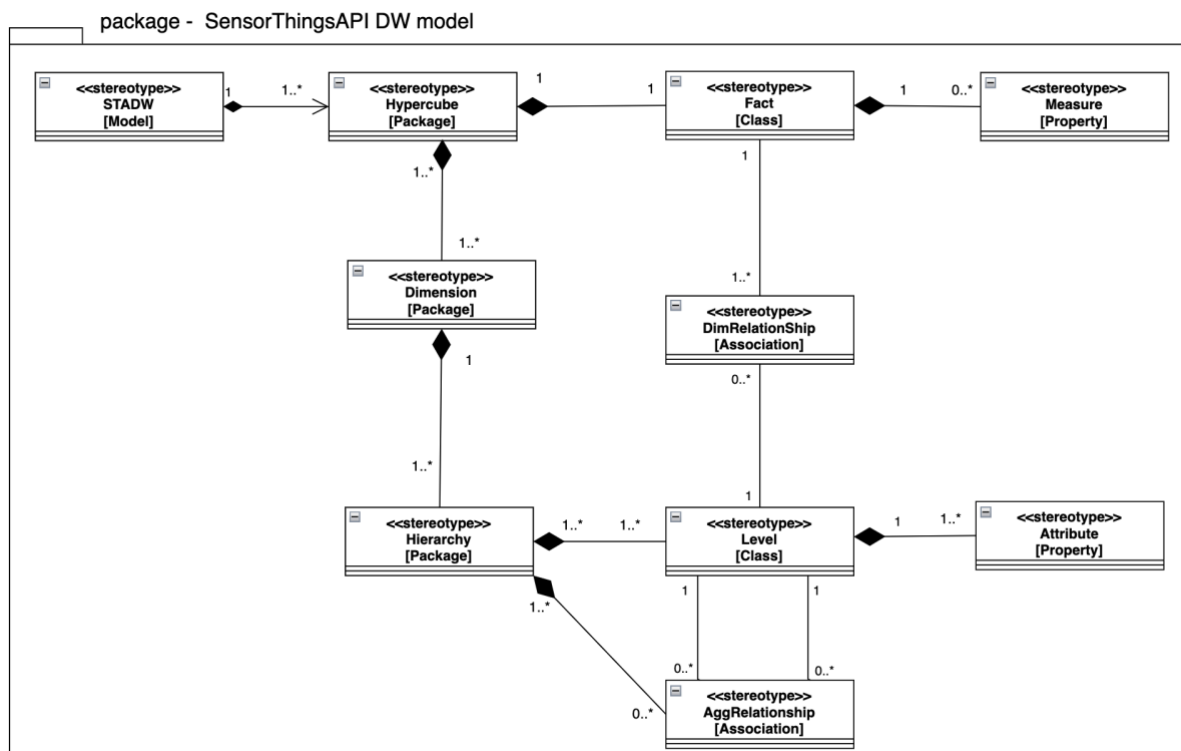 package -  SensorThingsAPI DW model
<<stereotype>>
STADW
[Model]
1
1..*
<<stereotype>>
Hypercube
[Package]
1
1
<<stereotype>>
Fact
[Class]
1
0..*
<<stereotype>>
Measure
[Property]
1..*
1..*
1
1..*
<<stereotype>>
Dimension
[Package]
<<stereotype>>
DimRelationShip
[Association]
1
1..*
0..*
1
<<stereotype>>
Hierarchy
[Package]
1..*
1..*
<<stereotype>>
Level
[Class]
1
1..*
<<stereotype>>
Attribute
[Property]
1..*
0..*
1
1
0..*
0..*
<<stereotype>>
AggRelationship
[Association]